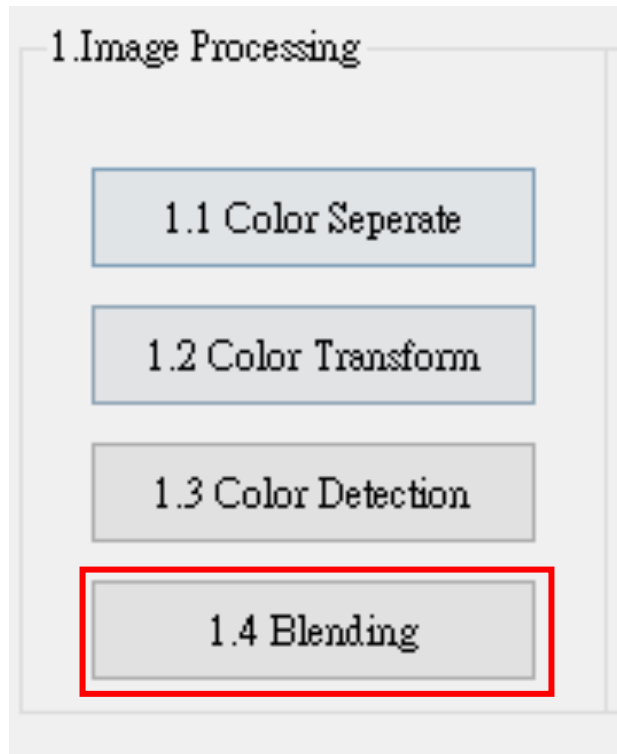 1.Image Processing
1.1 Color Seperate
1.2 Color Transform
1.3 Color Detection
1.4 Blending